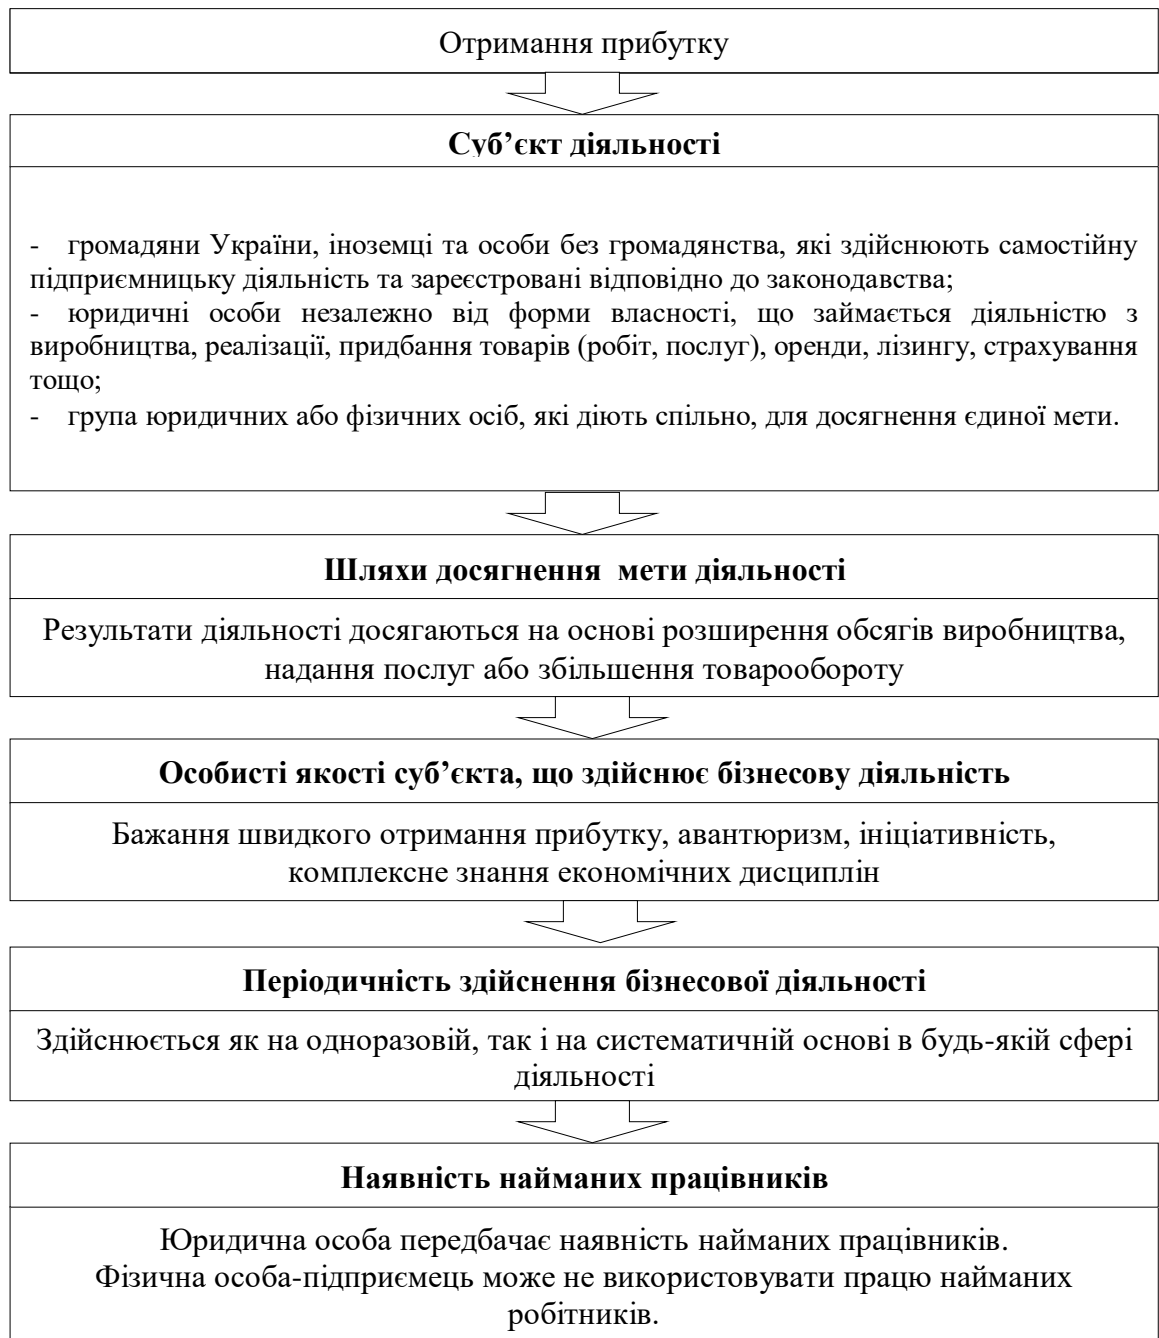 Отримання прибутку
Суб’єкт діяльності
- громадяни України, іноземці та особи без громадянства, які здійснюють самостійну
підприємницьку діяльність та зареєстровані відповідно до законодавства;
- юридичні особи незалежно від форми власності, що займається діяльністю з
виробництва, реалізації, придбання товарів (робіт, послуг), оренди, лізингу, страхування
тощо;
- група юридичних або фізичних осіб, які діють спільно, для досягнення єдиної мети.
Шляхи досягнення мети діяльності
Результати діяльності досягаються на основі розширення обсягів виробництва,
надання послуг або збільшення товарообороту
Особисті якості суб’єкта, що здійснює бізнесову діяльність
Бажання швидкого отримання прибутку, авантюризм, ініціативність,
комплексне знання економічних дисциплін
Періодичність здійснення бізнесової діяльності
Здійснюється як на одноразовій, так і на систематичній основі в будь-якій сфері
діяльності
Наявність найманих працівників
Юридична особа передбачає наявність найманих працівників.
Фізична особа-підприємець може не використовувати працю найманих
робітників.